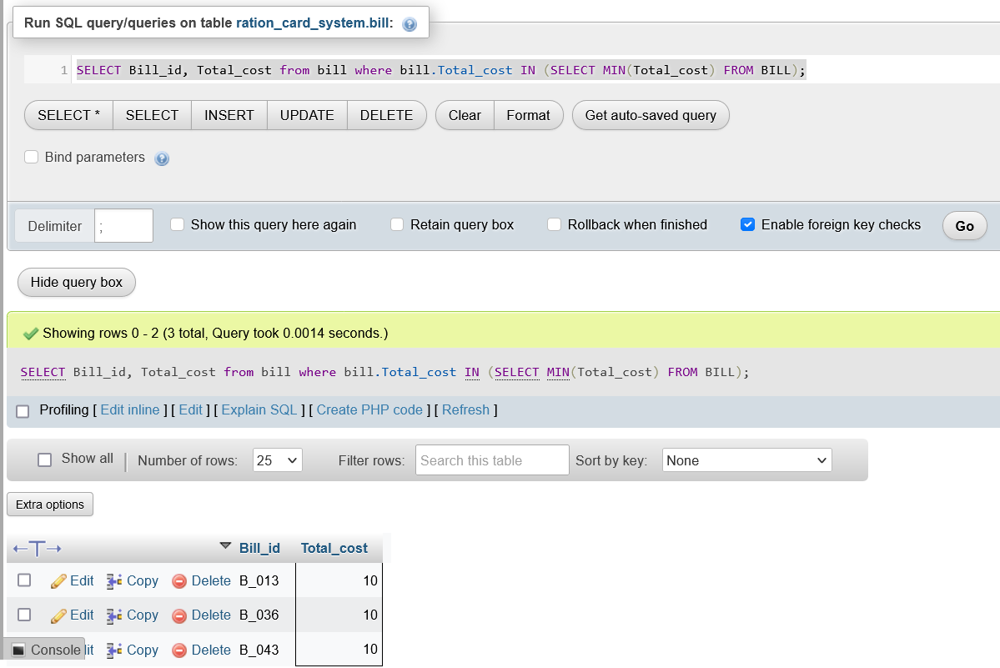 Run SQL query/queries on table ration_card_system.bill:
1 SELECT Bill_id, Total_cost from bill where bill.Total_cost IN (SELECT MIN(Total_cost) FROM BILL);
SELECT * SELECT INSERT UPDATE DELETE Clear Format Get auto-saved query
Bind parameters
Delimiter ; Show this query here again Retain query box Rollback when finished Enable foreign key checks Go
Hide query box
Showing rows 0 - 2 (3 total, Query took 0.0014 seconds.)
SELECT Bill_id, Total_cost from bill where bill.Total_cost IN (SELECT MIN(Total_cost) FROM BILL);
Profiling [ Edit inline ] [ Edit ] [ Explain SQL ] [ Create PHP code ] [ Refresh ]
Show all Number of rows: 25 Filter rows: Search this table Sort by key: None
Extra options
←T→ Bill_id Total_cost
Edit Copy Delete B_013 10
Edit Copy Delete B_036 10
Console it Copy Delete B_043 10